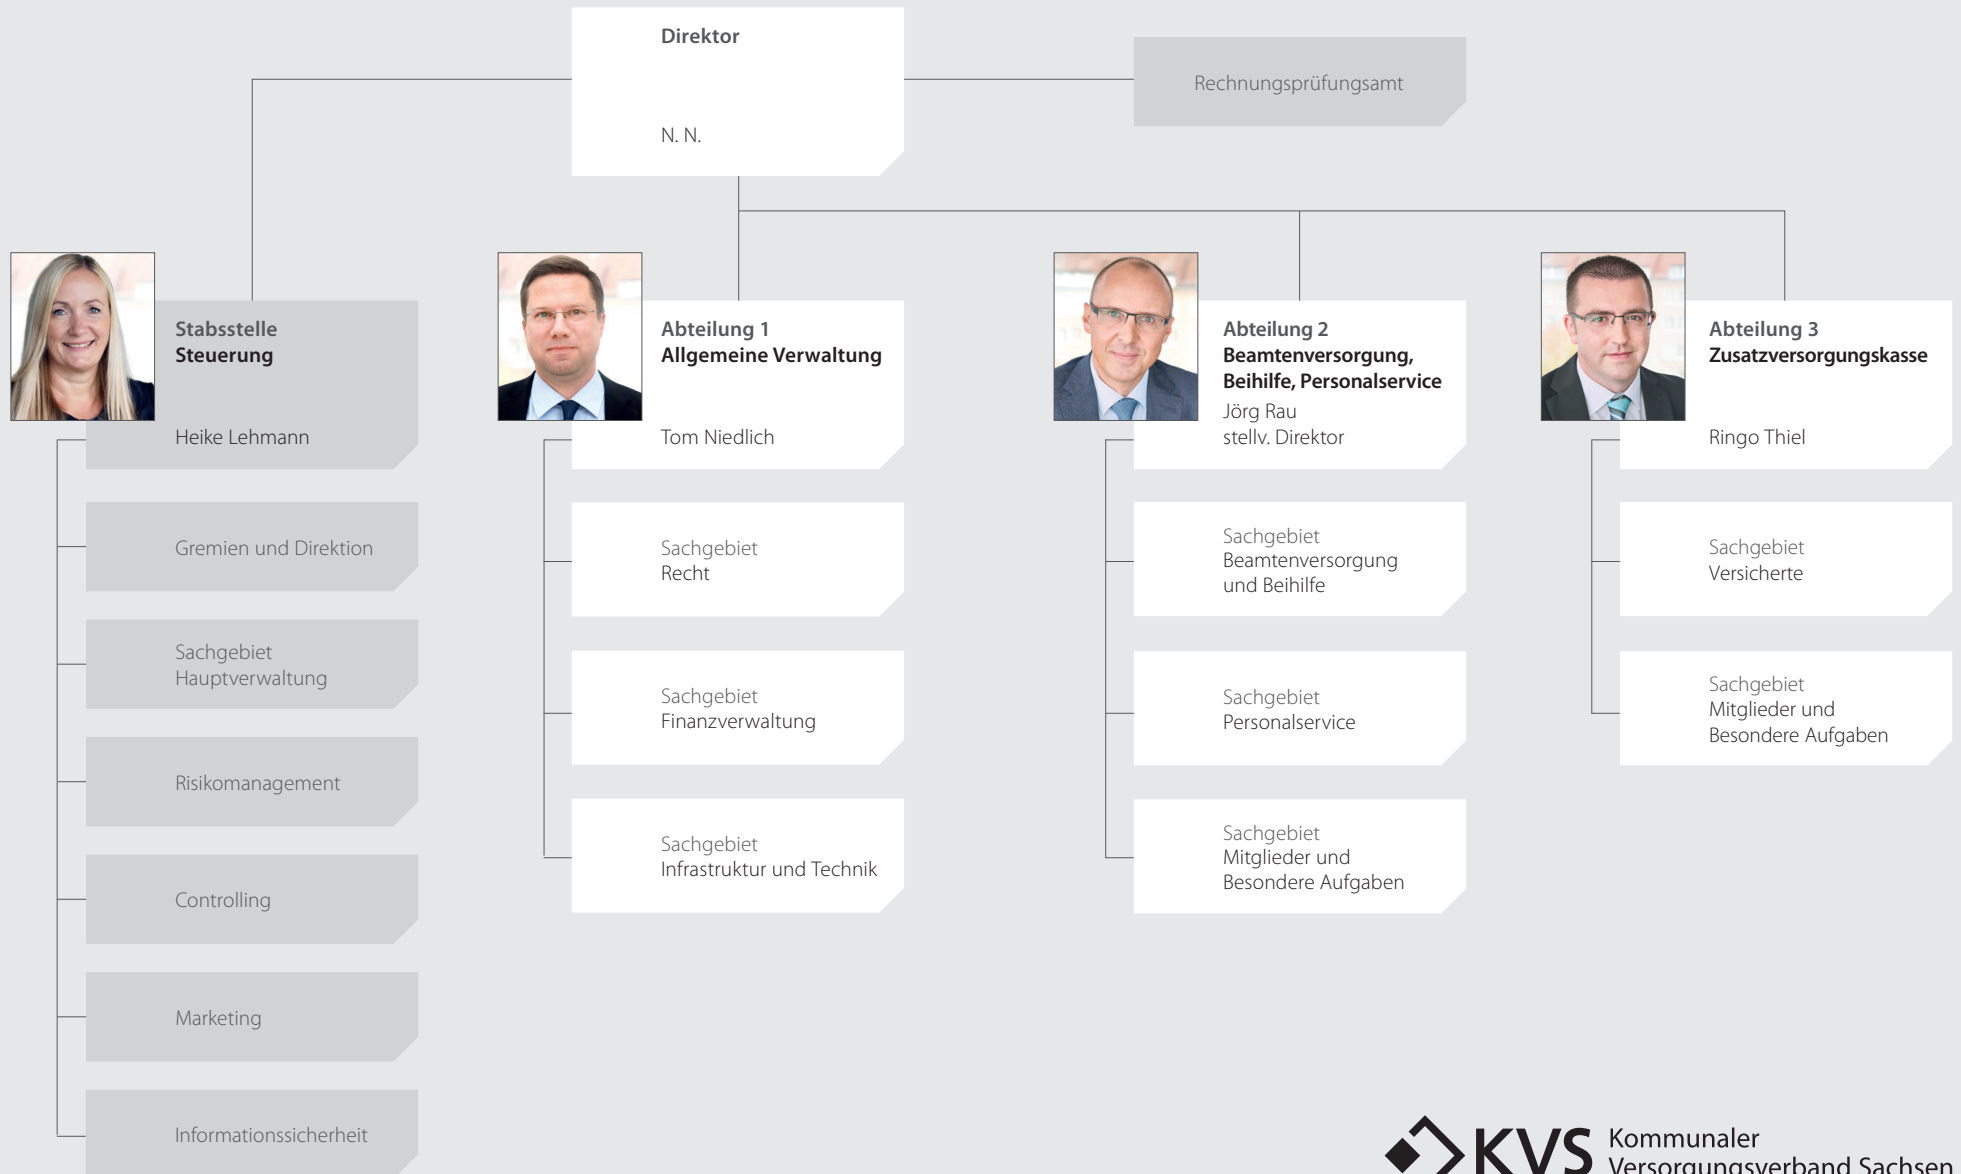 Direktor
N. N.
Rechnungsprüfungsamt
Stabsstelle
Steuerung
Heike Lehmann
Gremien und Direktion
Sachgebiet
Hauptverwaltung
Risikomanagement
Controlling
Marketing
Informationssicherheit
Abteilung 1
Allgemeine Verwaltung
Tom Niedlich
Sachgebiet
Recht
Sachgebiet
Finanzverwaltung
Sachgebiet
Infrastruktur und Technik
Abteilung 2
Beamtenversorgung,
Beihilfe, Personalservice
Jörg Rau
stellv. Direktor
Sachgebiet
Beamtenversorgung
und Beihilfe
Sachgebiet
Personalservice
Sachgebiet
Mitglieder und
Besondere Aufgaben
Abteilung 3
Zusatzversorgungskasse
Ringo Thiel
Sachgebiet
Versicherte
Sachgebiet
Mitglieder und
Besondere Aufgaben
KVS Kommunaler
Versorgungsverband Sachsen